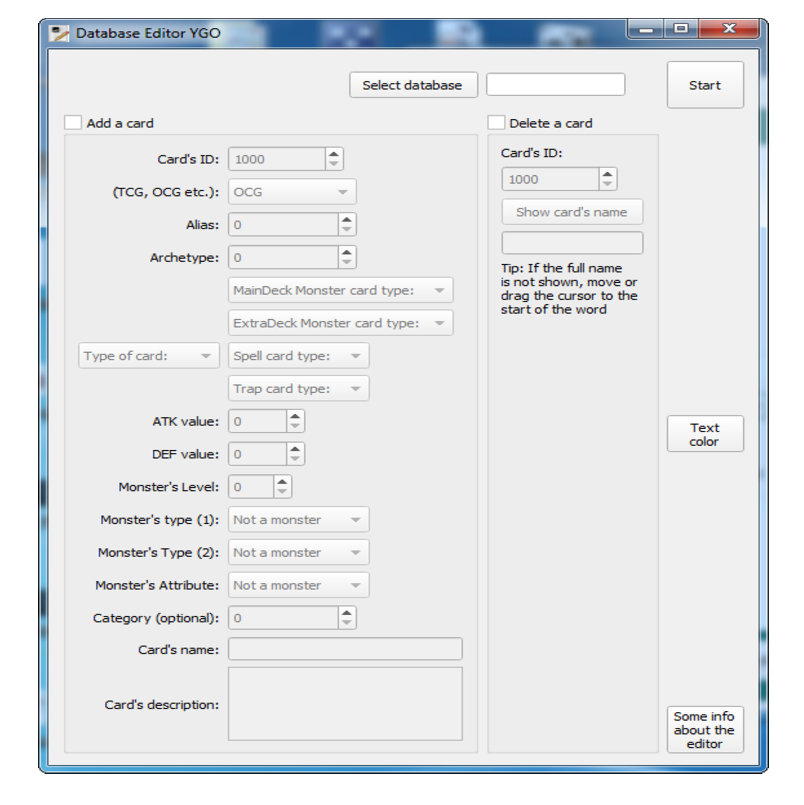 Database Editor YGO
Select database
Start
Add a card
Delete a card
Card's ID: 1000
(TCG, OCG etc.): OCG
Alias: 0
Archetype: 0
MainDeck Monster card type:
ExtraDeck Monster card type:
Type of card: Spell card type:
Trap card type:
ATK value: 0
DEF value: 0
Monster's Level: 0
Monster's type (1): Not a monster
Monster's Type (2): Not a monster
Monster's Attribute: Not a monster
Category (optional): 0
Card's name:
Card's description:
Card's ID:
1000
Show card's name
Tip: If the full name
is not shown, move or
drag the cursor to the
start of the word
Text
color
Some info
about the
editor